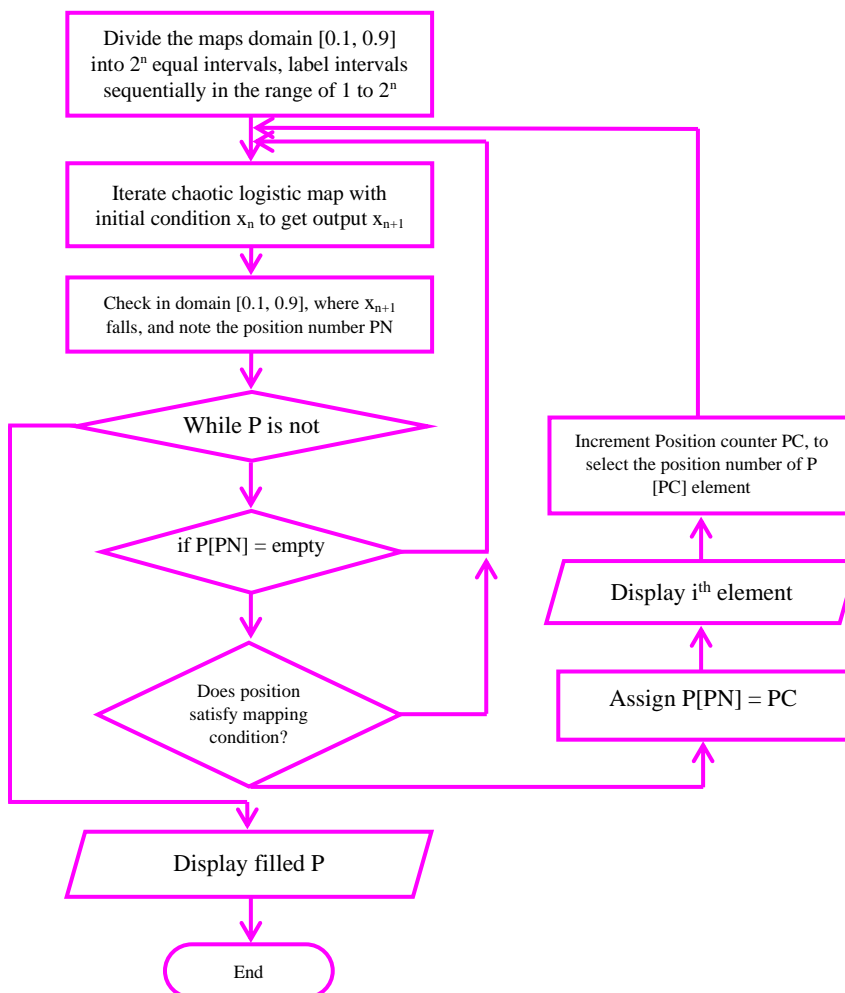 Divide the maps domain [0.1, 0.9]
into 2ⁿ equal intervals, label intervals
sequentially in the range of 1 to 2ⁿ
Iterate chaotic logistic map with
initial condition xₙ to get output xₙ₊₁
Check in domain [0.1, 0.9], where xₙ₊₁
falls, and note the position number PN
While P is not
if P[PN] = empty
Does position
satisfy mapping
condition?
Increment Position counter PC, to
select the position number of P
[PC] element
Display iᵗʰ element
Assign P[PN] = PC
Display filled P
End